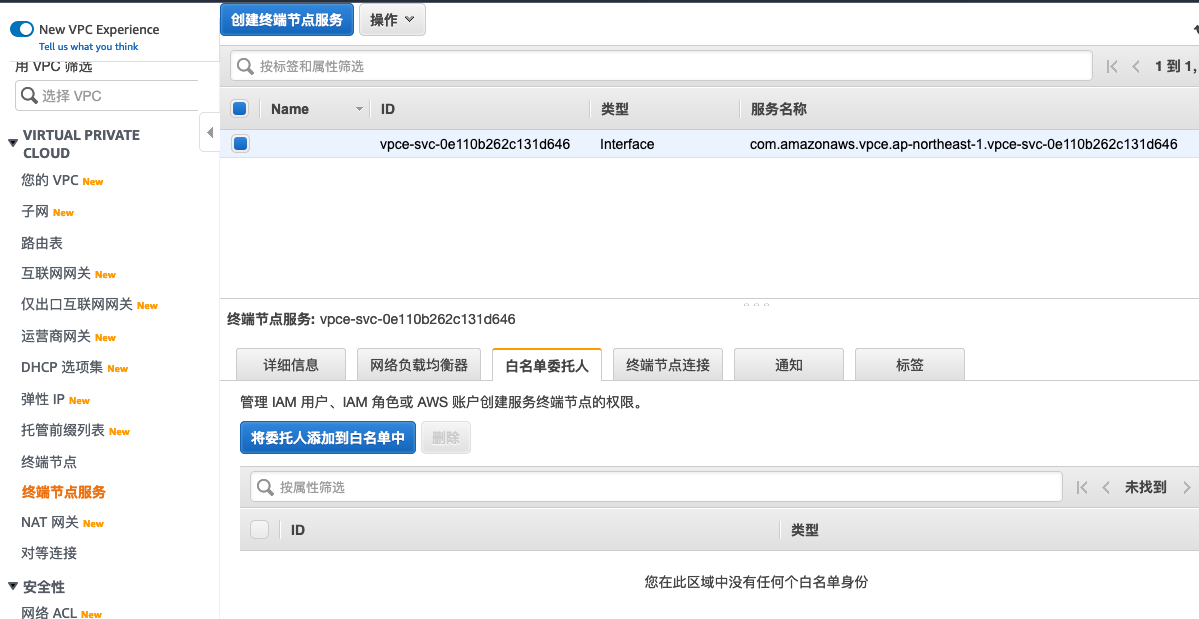 New VPC Experience
Tell us what you think
用 VPC 筛选
选择 VPC
VIRTUAL PRIVATE
CLOUD
您的 VPC New
子网 New
路由表
互联网网关 New
仅出口互联网网关 New
运营商网关 New
DHCP 选项集 New
弹性 IP New
托管前缀列表 New
终端节点
终端节点服务
NAT 网关 New
对等连接
安全性
网络 ACL New
创建终端节点服务 操作
按标签和属性筛选 1 到 1,
Name ID 类型 服务名称
vpce-svc-0e110b262c131d646 Interface com.amazonaws.vpce.ap-northeast-1.vpce-svc-0e110b262c131d646
终端节点服务: vpce-svc-0e110b262c131d646
详细信息 网络负载均衡器 白名单委托人 终端节点连接 通知 标签
管理 IAM 用户、IAM 角色或 AWS 账户创建服务终端节点的权限。
将委托人添加到白名单中 删除
按属性筛选 未找到
ID 类型
您在此区域中没有任何个白名单身份